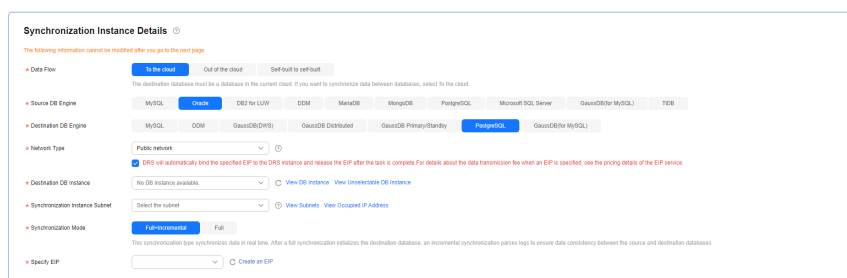 Synchronization Instance Details
The following information cannot be modified after you go to the next page.
* Data Flow To the cloud Out of the cloud Self-built to self-built
The destination database must be a database in the current cloud. If you want to synchronize data between databases, select To the cloud.
* Source DB Engine MySQL Oracle DB2 for LUW DDM MariaDB MongoDB PostgreSQL Microsoft SQL Server GaussDB(for MySQL) TiDB
* Destination DB Engine MySQL DDM GaussDB(DWS) GaussDB Distributed GaussDB Primary/Standby PostgreSQL GaussDB(for MySQL)
* Network Type Public network
DRS will automatically bind the specified EIP to the DRS instance and release the EIP after the task is complete.For details about the data transmission fee when an EIP is specified, see the pricing details of the EIP service.
* Destination DB Instance No DB instance available. View DB Instance View Unselectable DB Instance
* Synchronization Instance Subnet Select the subnet View Subnets View Occupied IP Address
* Synchronization Mode Full+Incremental Full
This synchronization type synchronizes data in real time. After a full synchronization initializes the destination database, an incremental synchronization parses logs to ensure data consistency between the source and destination databases.
* Specify EIP Create an EIP